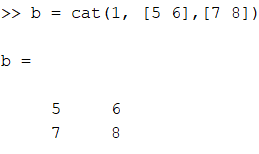 >> b = cat(1, [5 6],[7 8])
b =
5 6
7 8